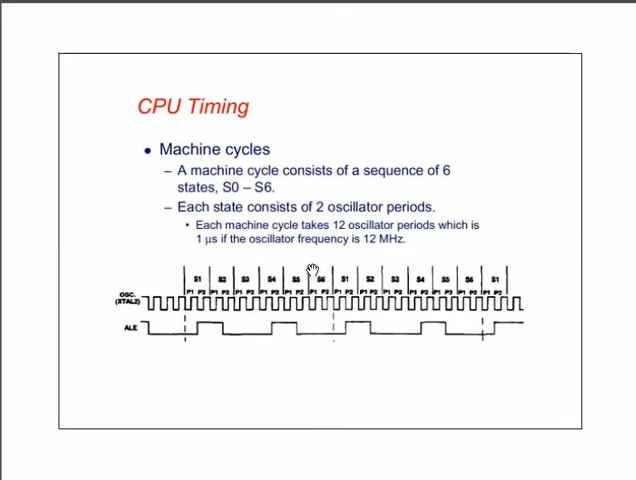 CPU Timing
• Machine cycles
– A machine cycle consists of a sequence of 6
states, S0 – S6.
– Each state consists of 2 oscillator periods.
• Each machine cycle takes 12 oscillator periods which is
1 μs if the oscillator frequency is 12 MHz.
S1 S2 S3 S4 S5 S6 S1 S2 S3 S4 S5 S6 S1
P1 P2 P1 P2 P1 P2 P1 P2 P1 P2 P1 P2 P1 P2 P1 P2 P1 P2 P1 P2 P1 P2 P1 P2 P1 P2
OSC.
(XTAL2)
ALE